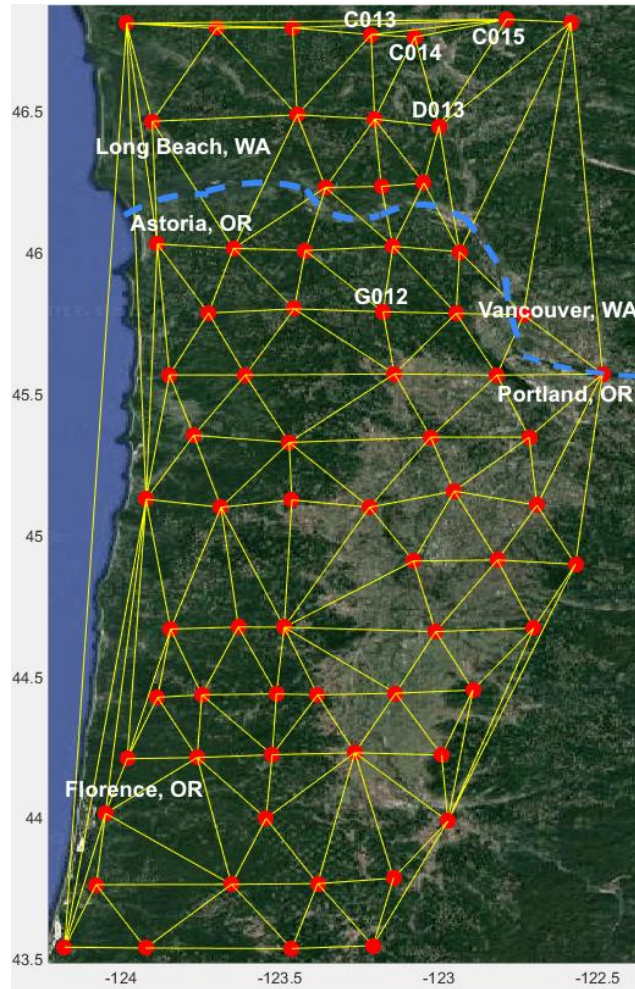 C013
C014
C015
46.5
D013
Long Beach, WA
Astoria, OR
46
G012
Vancouver, WA
45.5
Portland, OR
45
44.5
Florence, OR
44
43.5
-124
-123.5
-123
-122.5